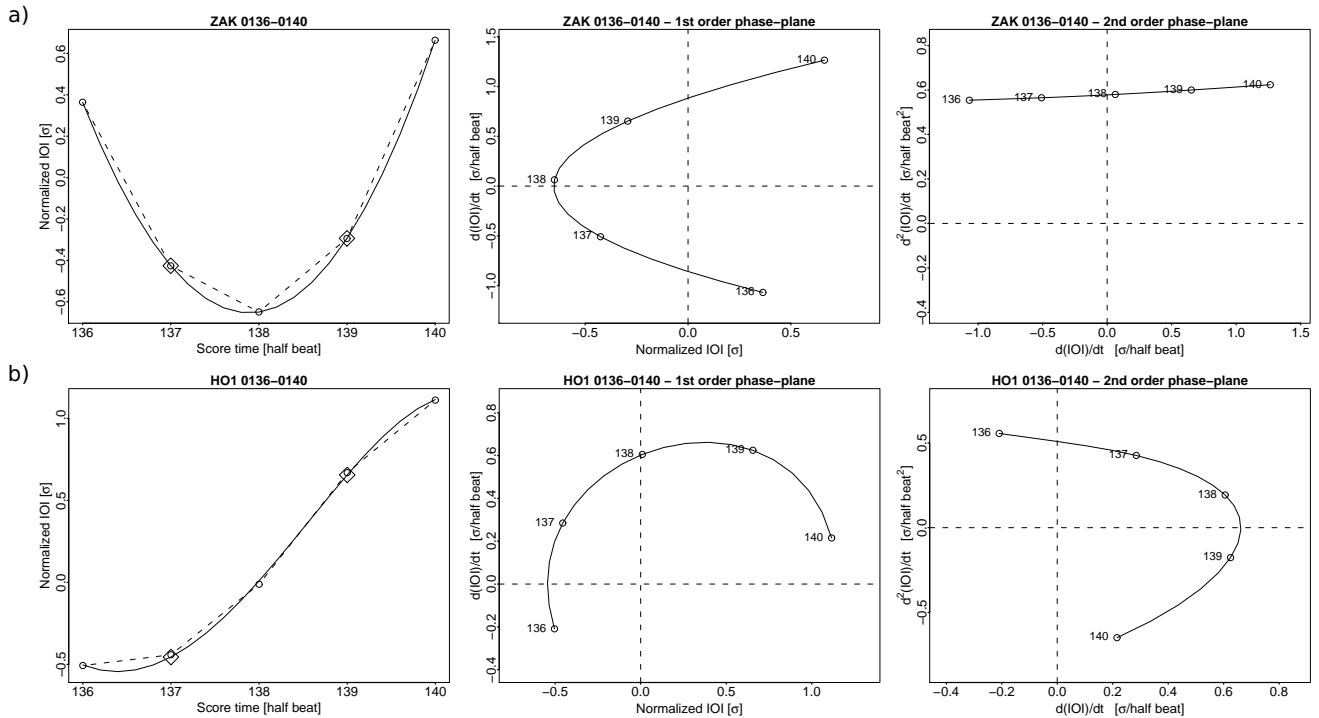 a)
ZAK 0136−0140
Normalized IOI [σ]
−0.6 −0.4 −0.2 0.0 0.2 0.4 0.6
136 137 138 139 140
Score time [half beat]
ZAK 0136−0140 − 1st order phase−plane
d(IOI)/dt [σ/half beat]
−1.0 −0.5 0.0 0.5 1.0 1.5
140
139
138
137
136
−0.5 0.0 0.5
Normalized IOI [σ]
ZAK 0136−0140 − 2nd order phase−plane
d²(IOI)/dt [σ/half beat²]
−0.4 −0.2 0.0 0.2 0.4 0.6 0.8
136 137 138 139 140
−1.0 −0.5 0.0 0.5 1.0 1.5
d(IOI)/dt [σ/half beat]
b)
HO1 0136−0140
Normalized IOI [σ]
−0.5 0.0 0.5 1.0
136 137 138 139 140
Score time [half beat]
HO1 0136−0140 − 1st order phase−plane
d(IOI)/dt [σ/half beat]
−0.4 −0.2 0.0 0.2 0.4 0.6 0.8
138 139
137
140
136
−0.5 0.0 0.5 1.0
Normalized IOI [σ]
HO1 0136−0140 − 2nd order phase−plane
d²(IOI)/dt [σ/half beat²]
−0.5 0.0 0.5
136
137
138
139
140
−0.4 −0.2 0.0 0.2 0.4 0.6 0.8
d(IOI)/dt [σ/half beat]